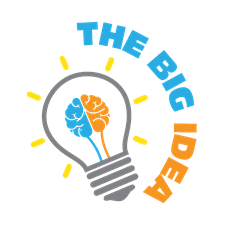 THE BIG IDEA